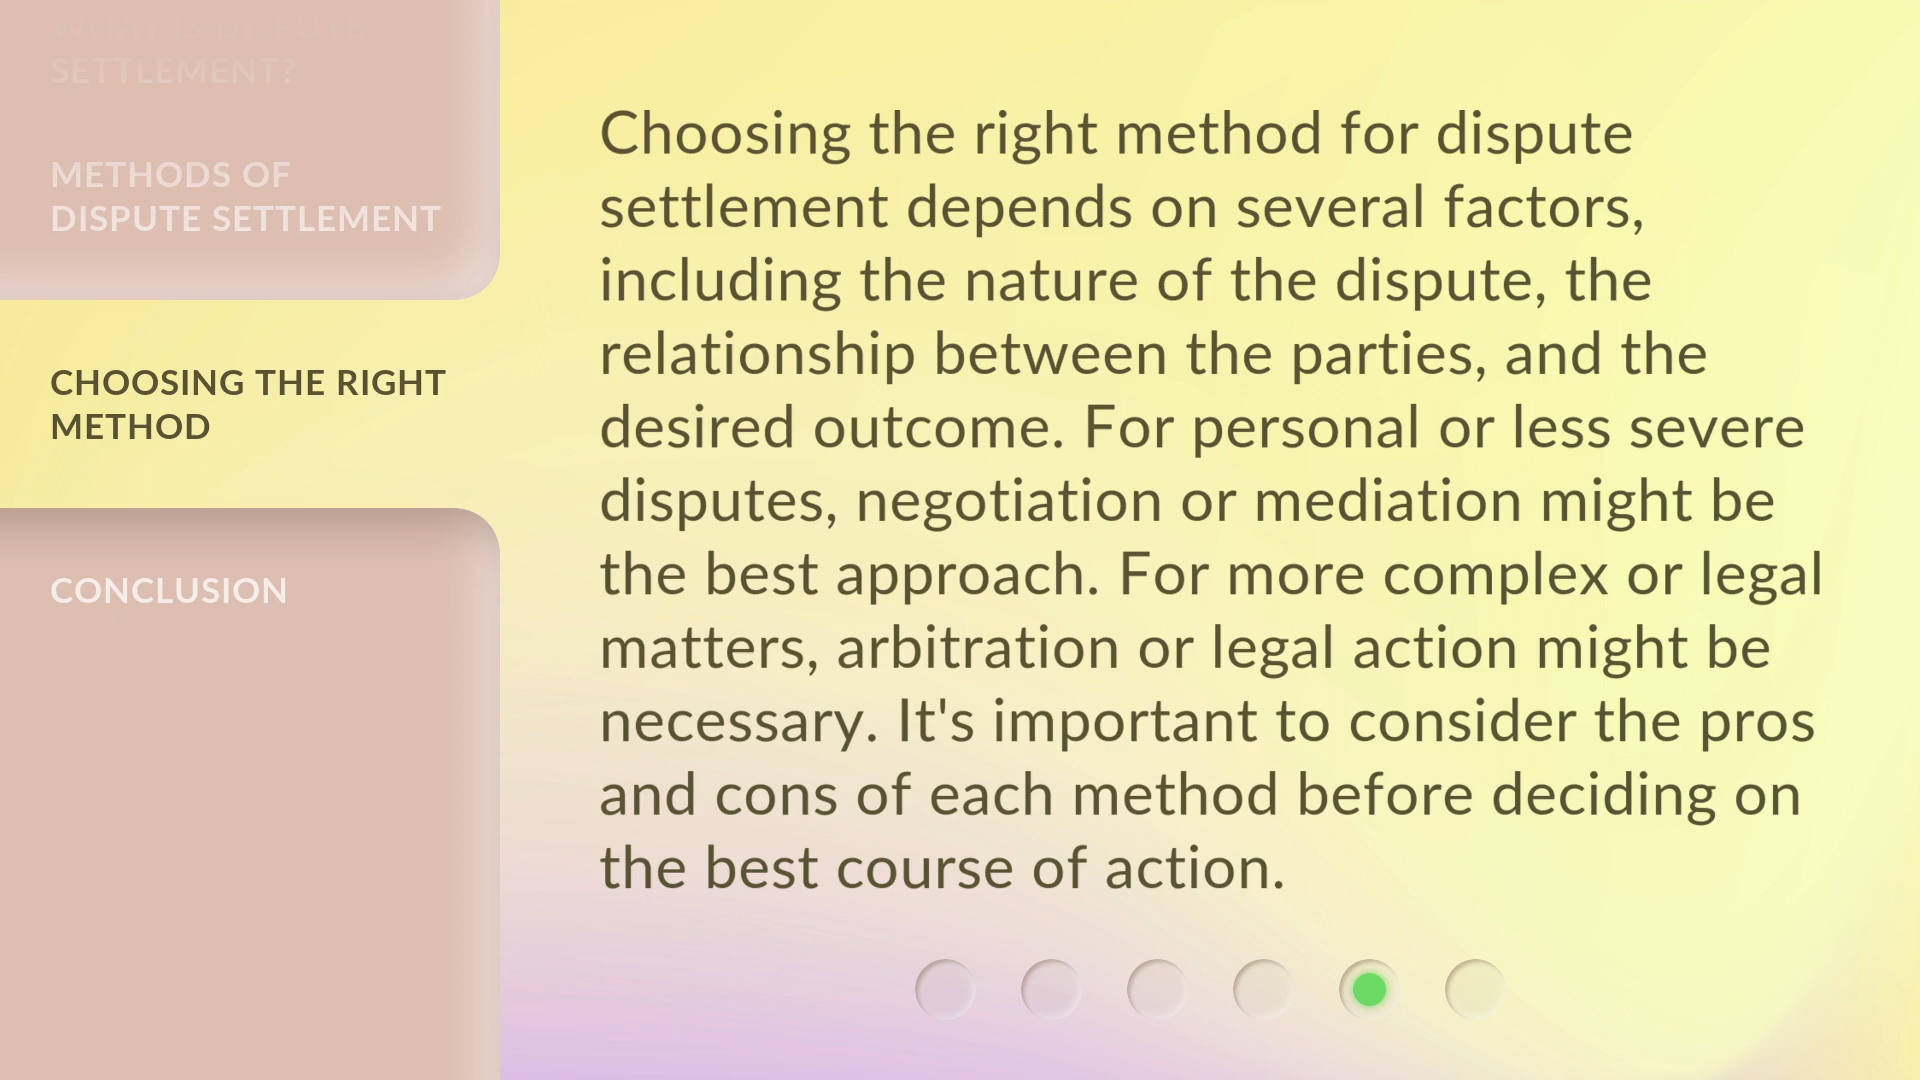 WHAT IS DISPUTE
SETTLEMENT?
METHODS OF
DISPUTE SETTLEMENT
CHOOSING THE RIGHT
METHOD
CONCLUSION
Choosing the right method for dispute
settlement depends on several factors,
including the nature of the dispute, the
relationship between the parties, and the
desired outcome. For personal or less severe
disputes, negotiation or mediation might be
the best approach. For more complex or legal
matters, arbitration or legal action might be
necessary. It's important to consider the pros
and cons of each method before deciding on
the best course of action.